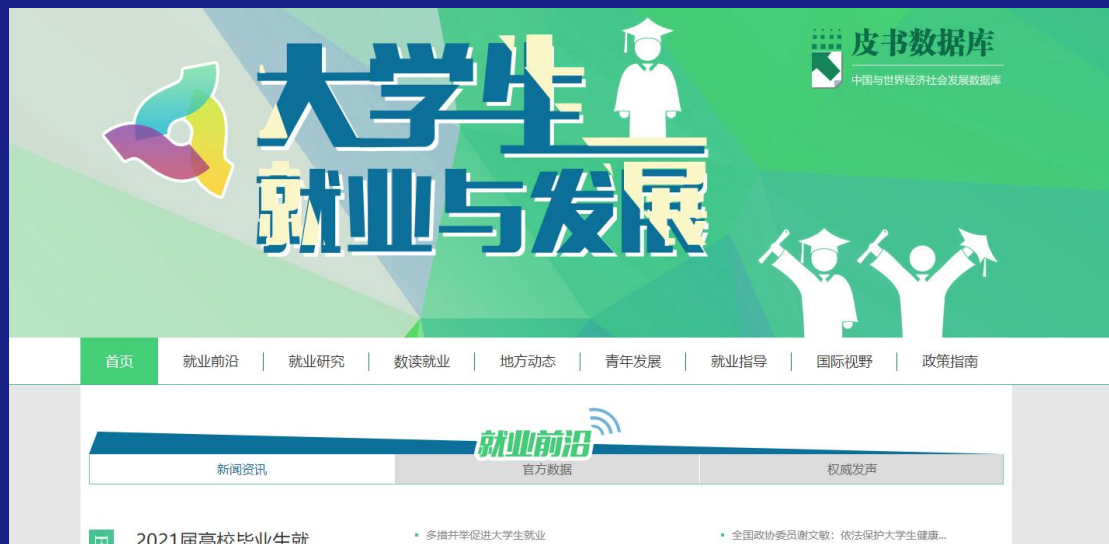 大学生
就业与发展
皮书数据库
中国与世界经济社会发展数据库
首页 就业前沿 就业研究 数读就业 地方动态 青年发展 就业指导 国际视野 政策指南
就业前沿
新闻资讯 官方数据 权威发声
2021届高校毕业生就
多措并举促进大学生就业
全国政协委员谢文敏：依法保护大学生健康...